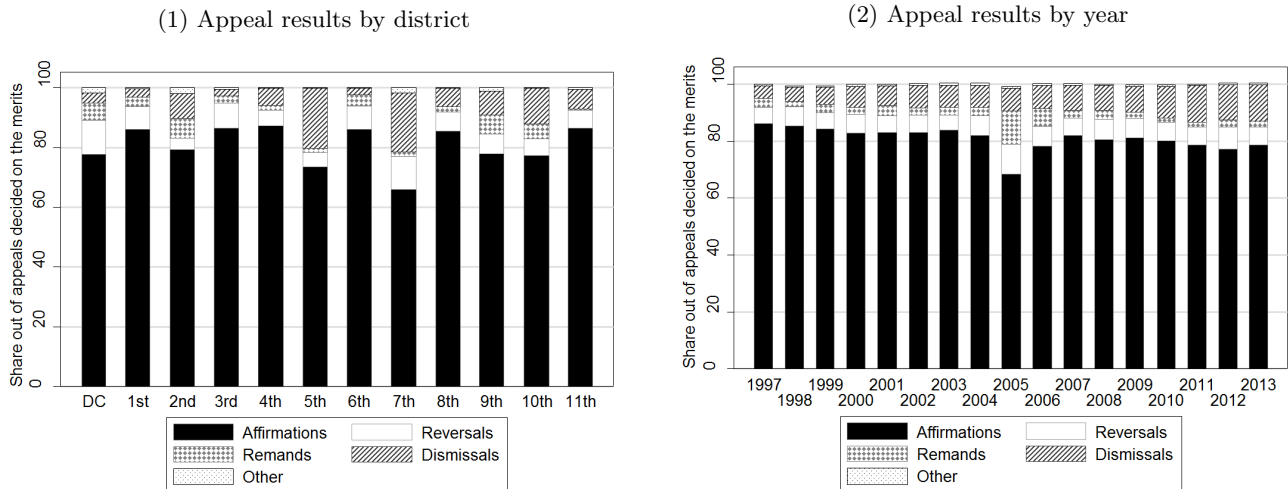 (1) Appeal results by district
Share out of appeals decided on the merits
0 20 40 60 80 100
DC 1st 2nd 3rd 4th 5th 6th 7th 8th 9th 10th 11th
Affirmations Reversals
Remands Dismissals
Other
(2) Appeal results by year
Share out of appeals decided on the merits
0 20 40 60 80 100
1997 1999 2001 2003 2005 2007 2009 2011 2013
1998 2000 2002 2004 2006 2008 2010 2012
Affirmations Reversals
Remands Dismissals
Other